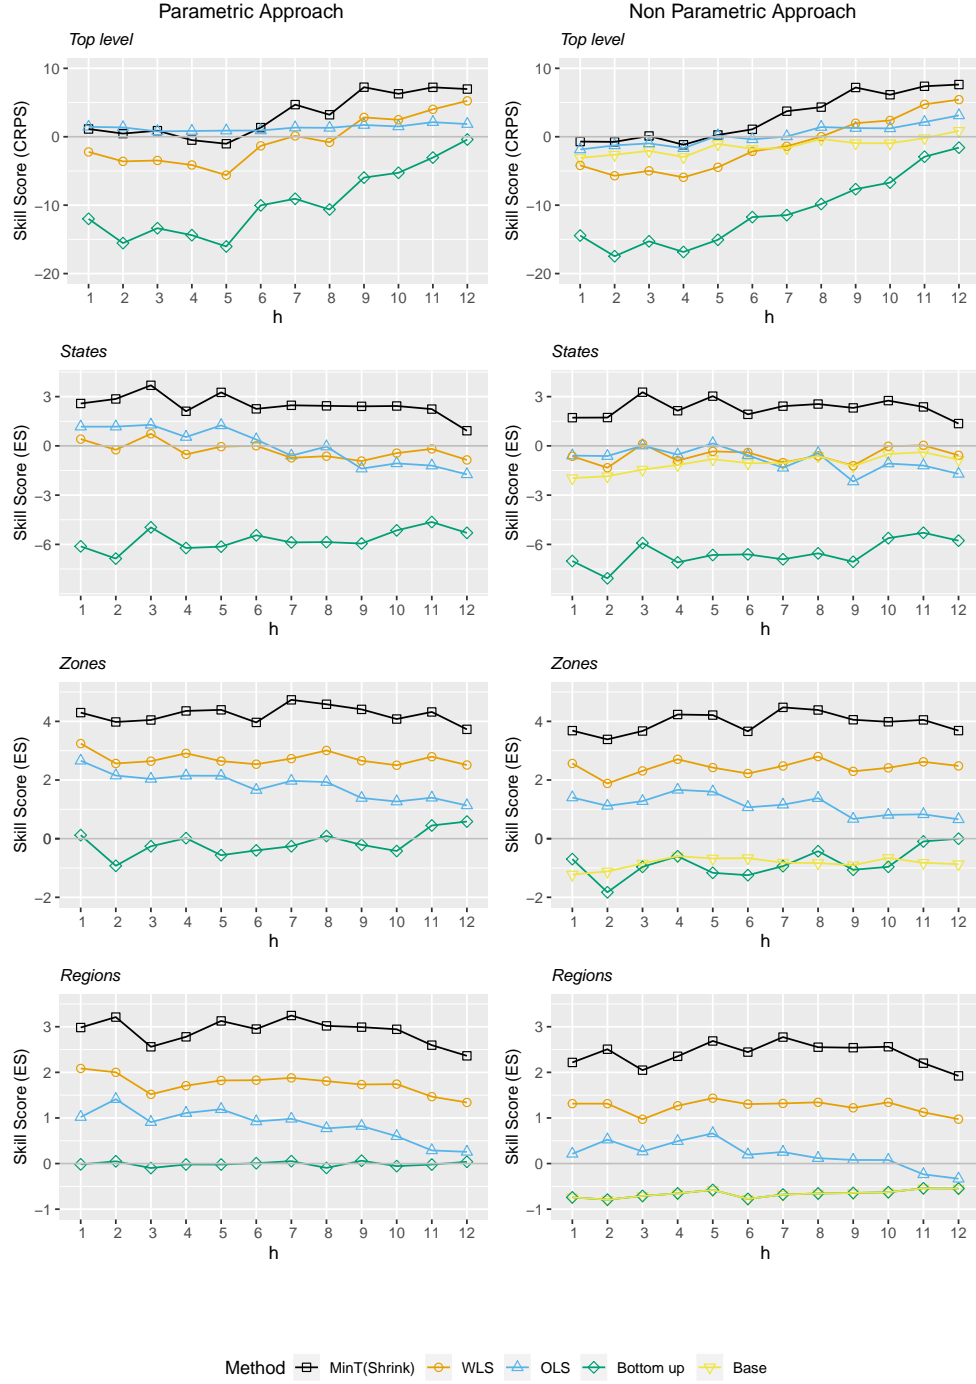 Parametric Approach
Non Parametric Approach
Top level
Top level
Skill Score (CRPS)
10
0
−10
−20
1 2 3 4 5 6 7 8 9 10 11 12
h
Skill Score (CRPS)
10
0
−10
−20
1 2 3 4 5 6 7 8 9 10 11 12
h
States
States
Skill Score (ES)
3
0
−3
−6
1 2 3 4 5 6 7 8 9 10 11 12
h
Skill Score (ES)
3
0
−3
−6
1 2 3 4 5 6 7 8 9 10 11 12
h
Zones
Zones
Skill Score (ES)
4
2
0
−2
1 2 3 4 5 6 7 8 9 10 11 12
h
Skill Score (ES)
4
2
0
−2
1 2 3 4 5 6 7 8 9 10 11 12
h
Regions
Regions
Skill Score (ES)
3
2
1
0
−1
1 2 3 4 5 6 7 8 9 10 11 12
h
Skill Score (ES)
3
2
1
0
−1
1 2 3 4 5 6 7 8 9 10 11 12
h
Method MinT(Shrink) WLS OLS Bottom up Base